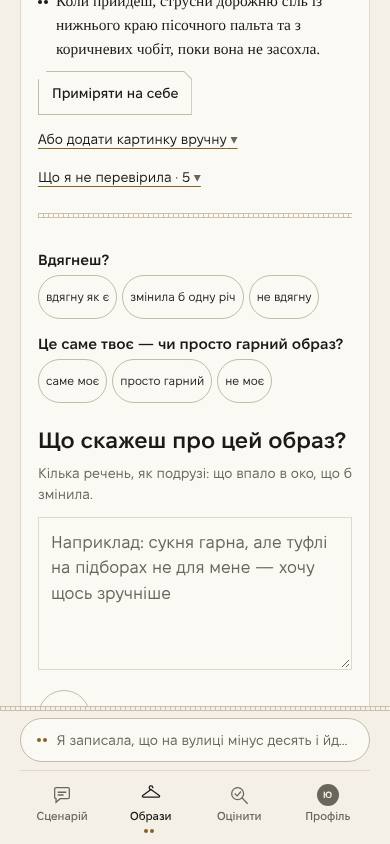 Коли прийдеш, струсни дорожню сіль із
нижнього краю пісочного пальта та з
коричневих чобіт, поки вона не засохла.
Приміряти на себе
Або додати картинку вручну ▾
Що я не перевірила · 5 ▾
Вдягнеш?
вдягну як є
змінила б одну річ
не вдягну
Це саме твоє — чи просто гарний образ?
саме моє
просто гарний
не моє
Що скажеш про цей образ?
Кілька речень, як подрузі: що впало в око, що б
змінила.
Наприклад: сукня гарна, але туфлі
на підборах не для мене — хочу
щось зручніше
Я записала, що на вулиці мінус десять і йд...
Сценарій
Образи
Оцінити
Ю
Профіль